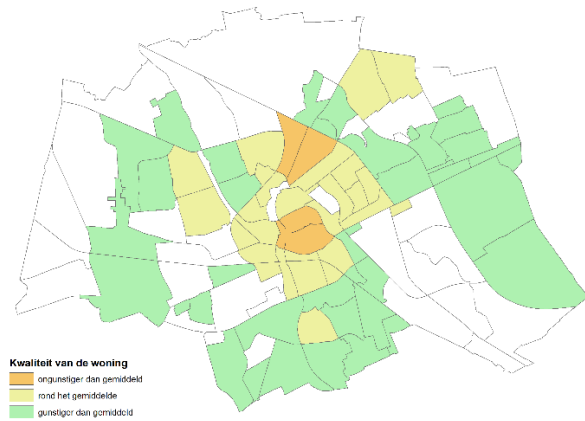 Kwaliteit van de woning
ongunstiger dan gemiddeld
rond het gemiddelde
gunstiger dan gemiddeld